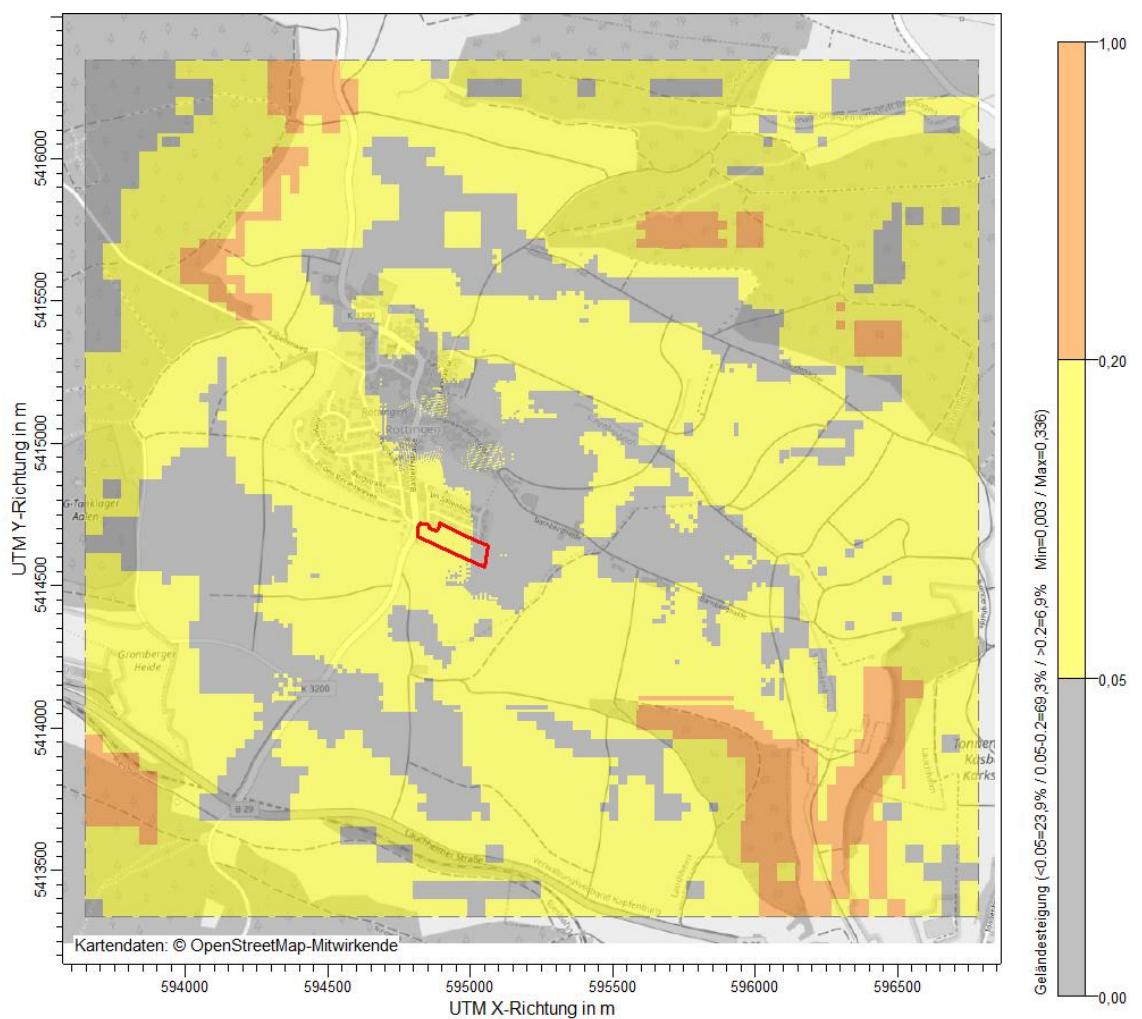 UTM Y-Richtung in m
5416000
5415500
5415000
5414500
5414000
5413500
K 3200
Röttingen
Röttingen
G-Tanklager
Aalen
Gromberger
Heide
K 3200
B 29
Lauchheimer Straße
Kartendaten: © OpenStreetMap-Mitwirkende
594000
594500
595000
595500
596000
596500
UTM X-Richtung in m
1,00
0,20
0,05
0,00
Geländesteigung (<0.05=23,9% / 0.05-0.2=69,3% / >0.2=6,9% Min=0,003 / Max=0,336)